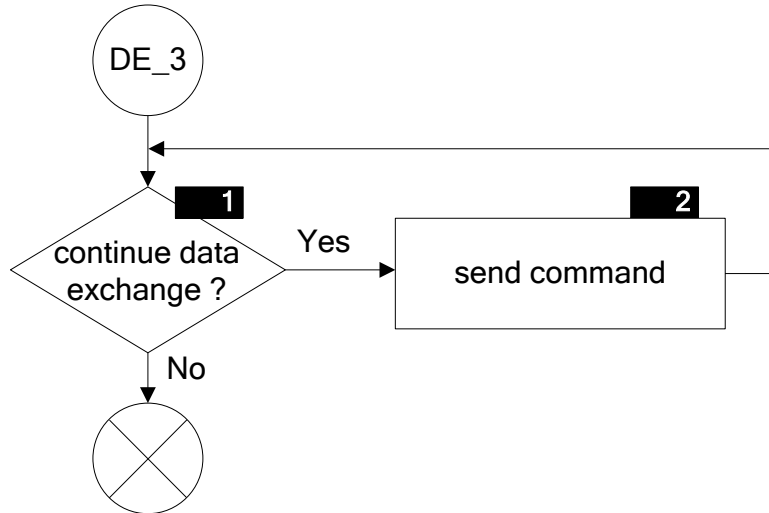 DE_3
1
continue data
exchange ?
Yes
2
send command
No